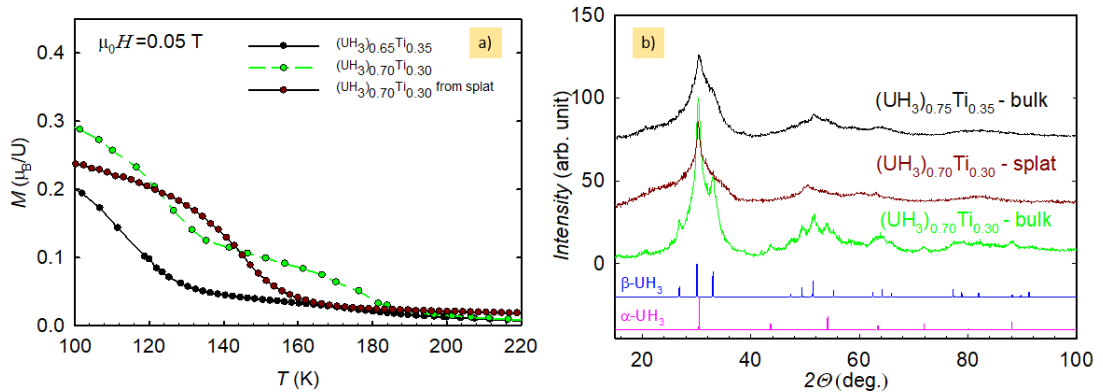 a)
μ₀H=0.05 T
(UH₃)₀.₆₅Ti₀.₃₅
(UH₃)₀.₇₀Ti₀.₃₀
(UH₃)₀.₇₀Ti₀.₃₀ from splat
M (μ_B/U)
0.4
0.3
0.2
0.1
0.0
100 120 140 160 180 200 220
T (K)
b)
Intensity (arb. unit)
150
100
50
0
(UH₃)₀.₇₅Ti₀.₃₅ - bulk
(UH₃)₀.₇₀Ti₀.₃₀ - splat
(UH₃)₀.₇₀Ti₀.₃₀ - bulk
β-UH₃
α-UH₃
20 40 60 80 100
2Θ (deg.)